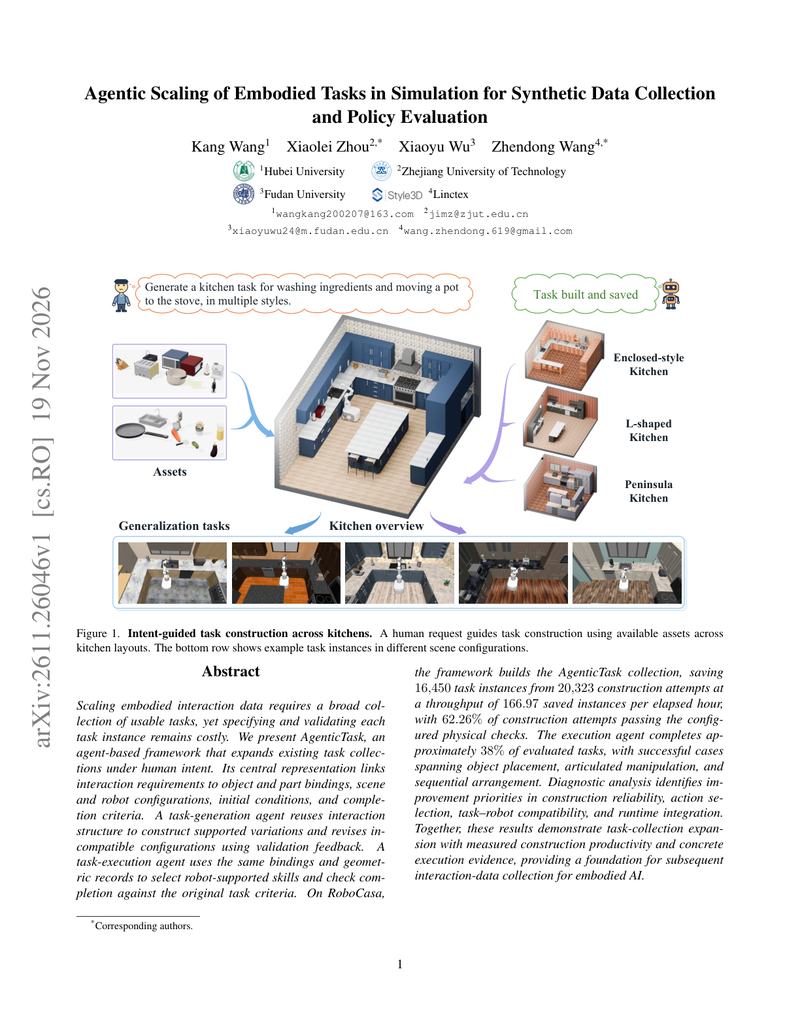 Agentic Scaling of Embodied Tasks in Simulation for Synthetic Data Collection
and Policy Evaluation
Kang Wang1 Xiaolei Zhou2,* Xiaoyu Wu3 Zhendong Wang4,*
1Hubei University 2Zhejiang University of Technology
3Fudan University Style3D 4Linctex
1wangkang200207@163.com 2jimz@zjut.edu.cn
3xiaoyuwu24@m.fudan.edu.cn 4wang.zhendong.619@gmail.com
arXiv:2611.26046v1 [cs.RO] 19 Nov 2026
Generate a kitchen task for washing ingredients and moving a pot
to the stove, in multiple styles.
Task built and saved
Enclosed-style
Kitchen
L-shaped
Kitchen
Peninsula
Kitchen
Assets
Generalization tasks
Kitchen overview
Figure 1. Intent-guided task construction across kitchens. A human request guides task construction using available assets across
kitchen layouts. The bottom row shows example task instances in different scene configurations.
Abstract
Scaling embodied interaction data requires a broad col-
lection of usable tasks, yet specifying and validating each
task instance remains costly. We present AgenticTask, an
agent-based framework that expands existing task collec-
tions under human intent. Its central representation links
interaction requirements to object and part bindings, scene
and robot configurations, initial conditions, and comple-
tion criteria. A task-generation agent reuses interaction
structure to construct supported variations and revises in-
compatible configurations using validation feedback. A
task-execution agent uses the same bindings and geomet-
ric records to select robot-supported skills and check com-
pletion against the original task criteria. On RoboCasa,
the framework builds the AgenticTask collection, saving
16,450 task instances from 20,323 construction attempts at
a throughput of 166.97 saved instances per elapsed hour,
with 62.26% of construction attempts passing the config-
ured physical checks. The execution agent completes ap-
proximately 38% of evaluated tasks, with successful cases
spanning object placement, articulated manipulation, and
sequential arrangement. Diagnostic analysis identifies im-
provement priorities in construction reliability, action se-
lection, task–robot compatibility, and runtime integration.
Together, these results demonstrate task-collection expan-
sion with measured construction productivity and concrete
execution evidence, providing a foundation for subsequent
interaction-data collection for embodied AI.
*Corresponding authors.
1